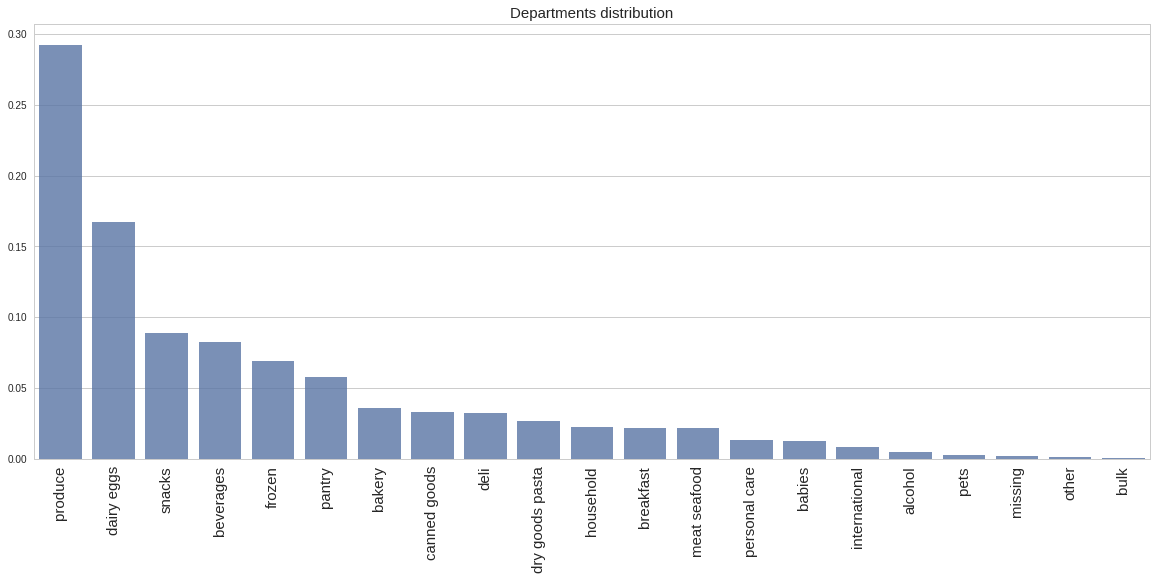 Departments distribution
0.30
0.25
0.20
0.15
0.10
0.05
0.00
produce
dairy eggs
snacks
beverages
frozen
pantry
bakery
canned goods
deli
dry goods pasta
household
breakfast
meat seafood
personal care
babies
international
alcohol
pets
missing
other
bulk